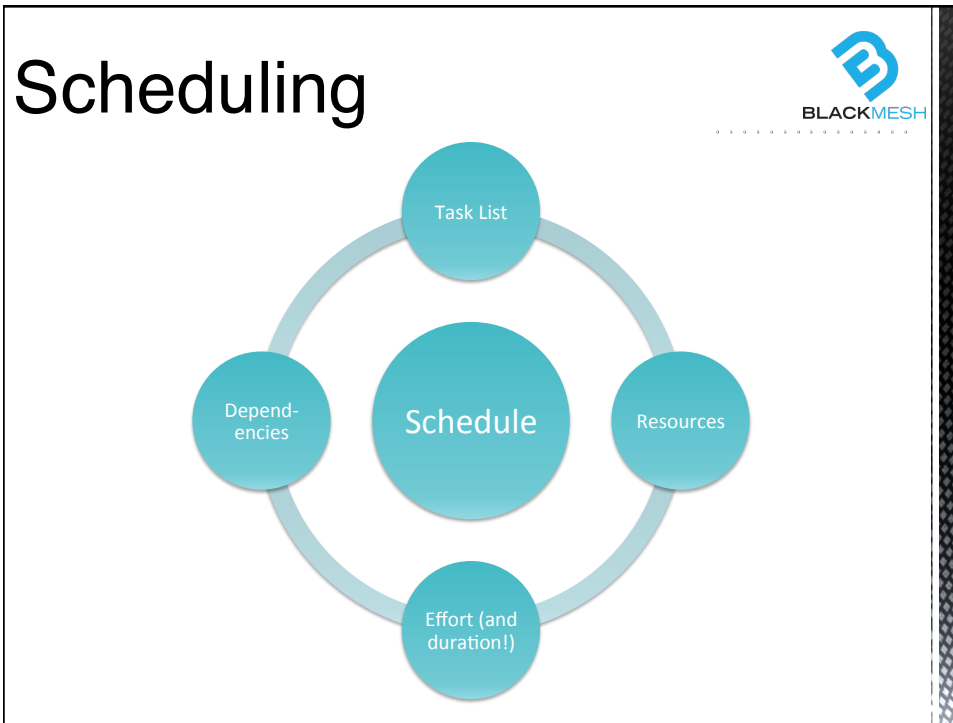 Scheduling
BLACKMESH
Task List
Depend-
encies
Schedule
Resources
Effort (and
duration!)